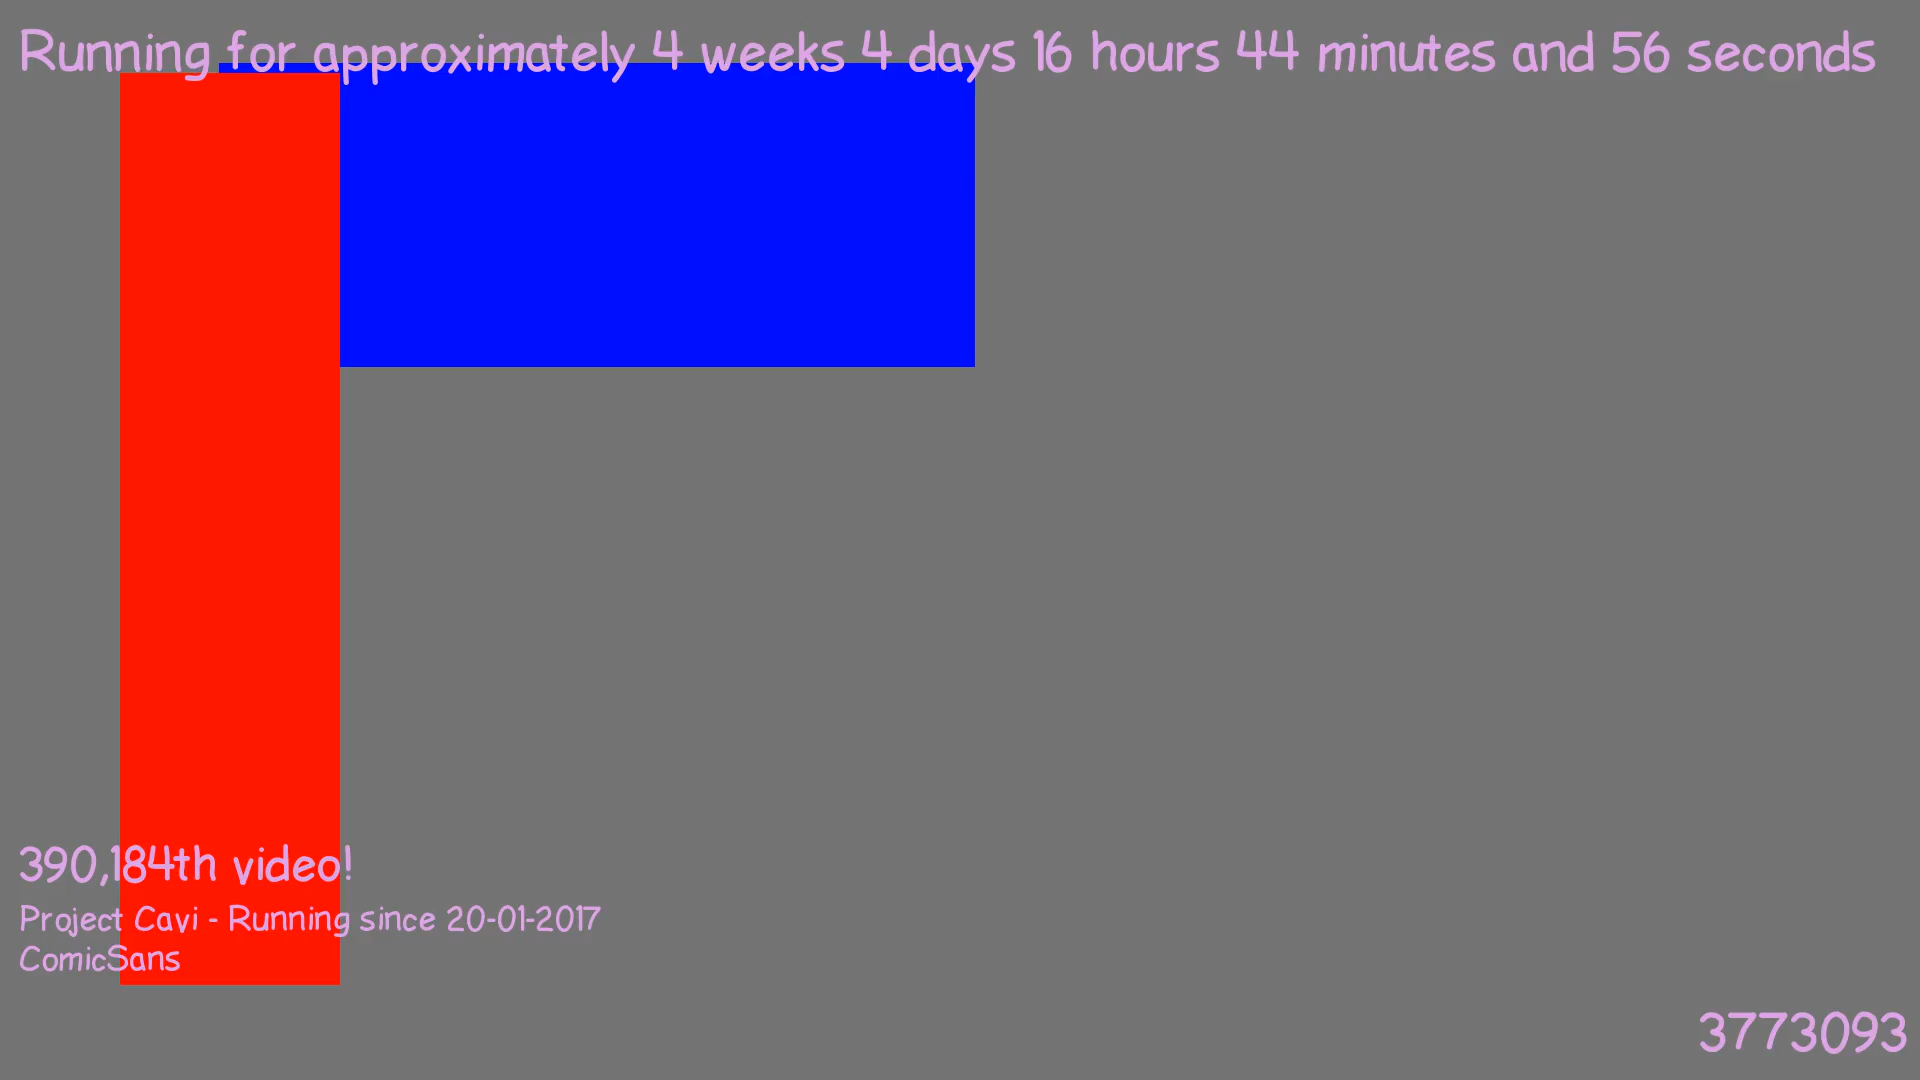 Running for approximately 4 weeks 4 days 16 hours 44 minutes and 56 seconds
390,184th video!
Project Cavi - Running since 20-01-2017
ComicSans
3773093